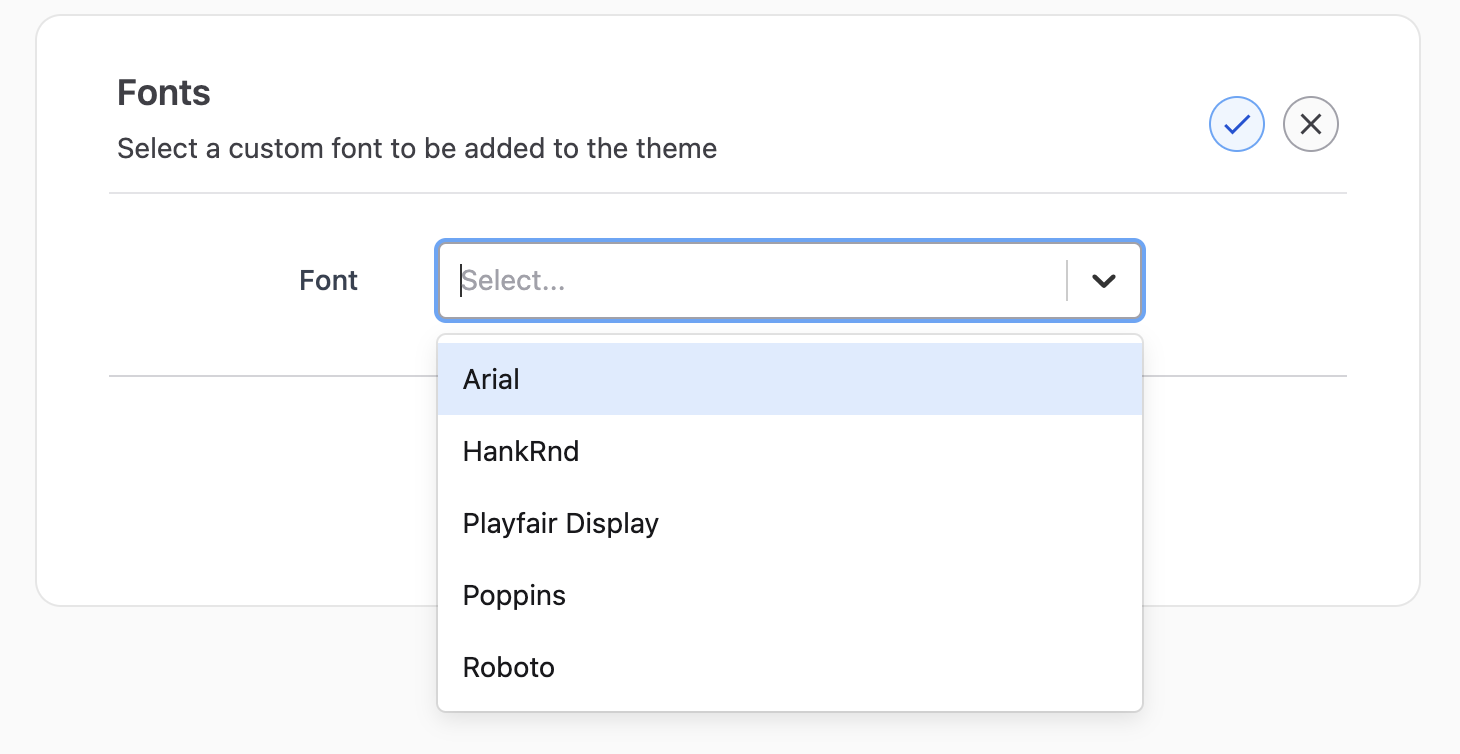 Fonts
Select a custom font to be added to the theme
Font
Select...
Arial
HankRnd
Playfair Display
Poppins
Roboto